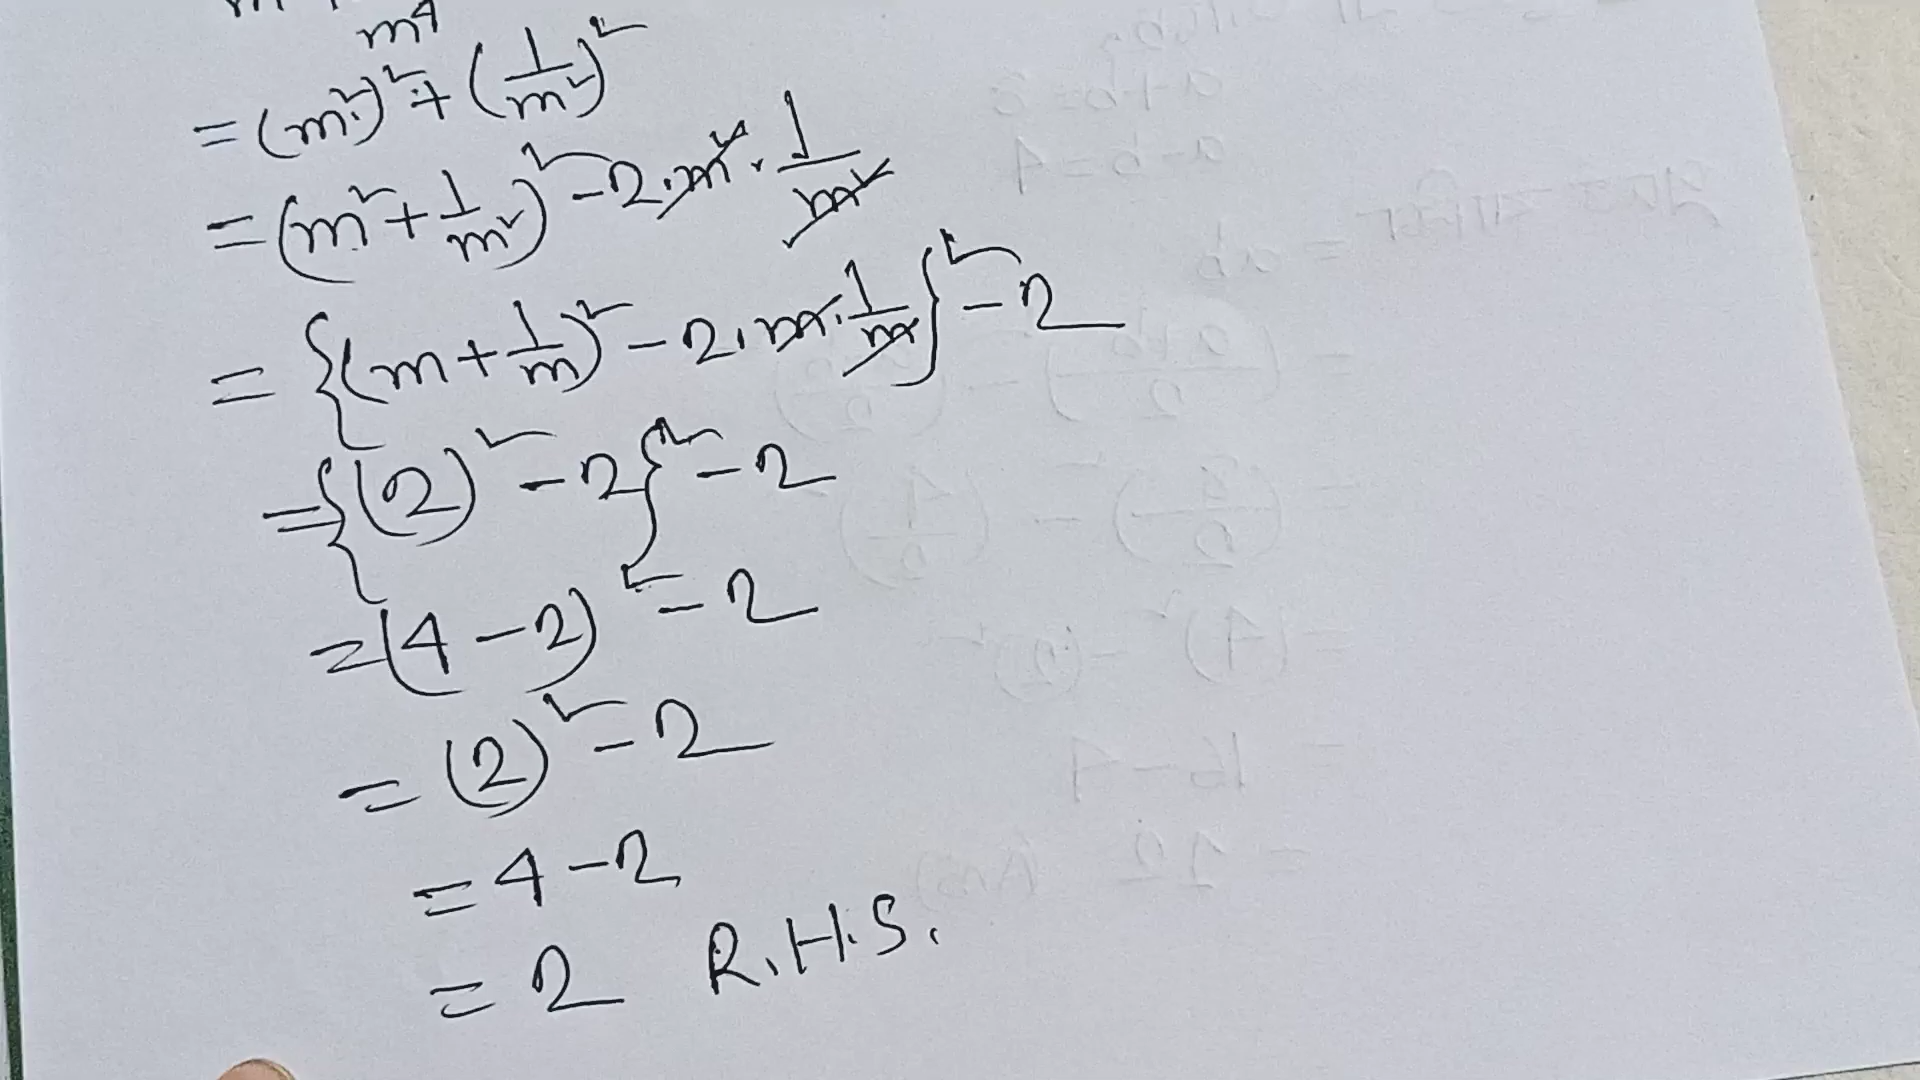 m⁴
= (m²)² + (1/m²)²
= (m² + 1/m²)² - 2.m².1/m²
= {(m + 1/m)² - 2.m.1/m}² - 2
= {(2)² - 2}² - 2
= (4 - 2)² - 2
= (2)² - 2
= 4 - 2
= 2 R.H.S.